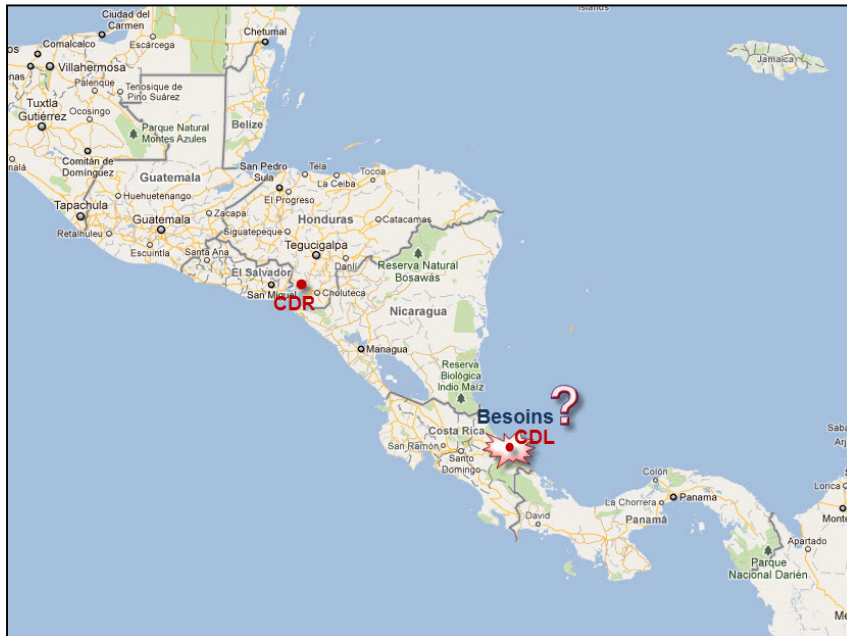 Ciudad del
Carmen
Escárcega
Chetumal
Islands
Comalcalco
Villahermosa
Jamaica
enas
Palenque
Tenosique de
Pino Suárez
Tuxtla
Gutiérrez
Ocosingo
Belize
Parque Natural
Montes Azules
Comitán de
Domínguez
San Pedro
Sula
Tela
Tocoa
La Ceiba
Guatemala
El Progreso
Huehuetenango
Honduras
Tapachula
Zacapa
Catacamas
Retalhuleu
Guatemala
Siguatepeque
Tegucigalpa
Escuintla
Santa Ana
Danlí
Reserva Natural
Bosawás
El Salvador
San Miguel
Choluteca
CDR
Nicaragua
Managua
Reserva
Biológica
Indio Maíz
Besoins ?
CDL
Costa Rica
San Ramón
Santo
Domingo
Colón
Panama
La Chorrera
David
Panamá
Lorica
Monte
Apartado
Parque
Nacional Darién